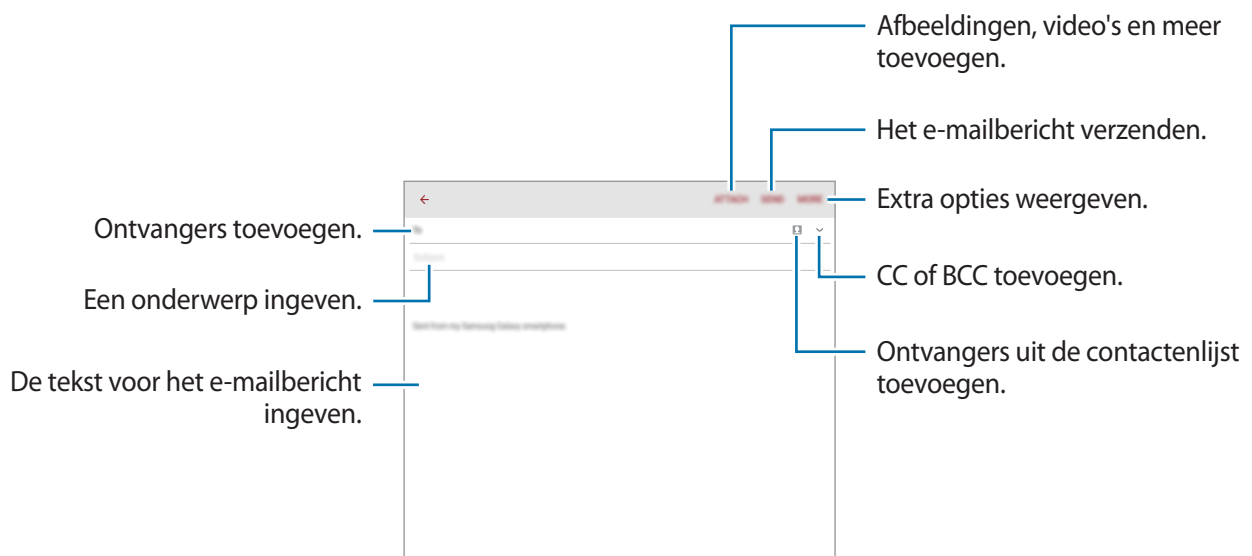 Afbeeldingen, video's en meer
toevoegen.
Het e-mailbericht verzenden.
ATTACH SEND MORE
Extra opties weergeven.
Ontvangers toevoegen.
To
CC of BCC toevoegen.
Subject
Een onderwerp ingeven.
Sent from my Samsung Galaxy smartphone
Ontvangers uit de contactenlijst
toevoegen.
De tekst voor het e-mailbericht
ingeven.